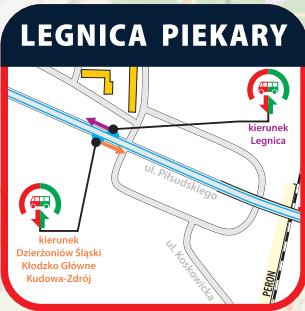 LEGNICA PIEKARY
kierunek
Legnica
ul. Piłsudskiego
kierunek
Dzierżoniów Śląski
Kłodzko Główne
Kudowa-Zdrój
ul. Koskowicka
PERON